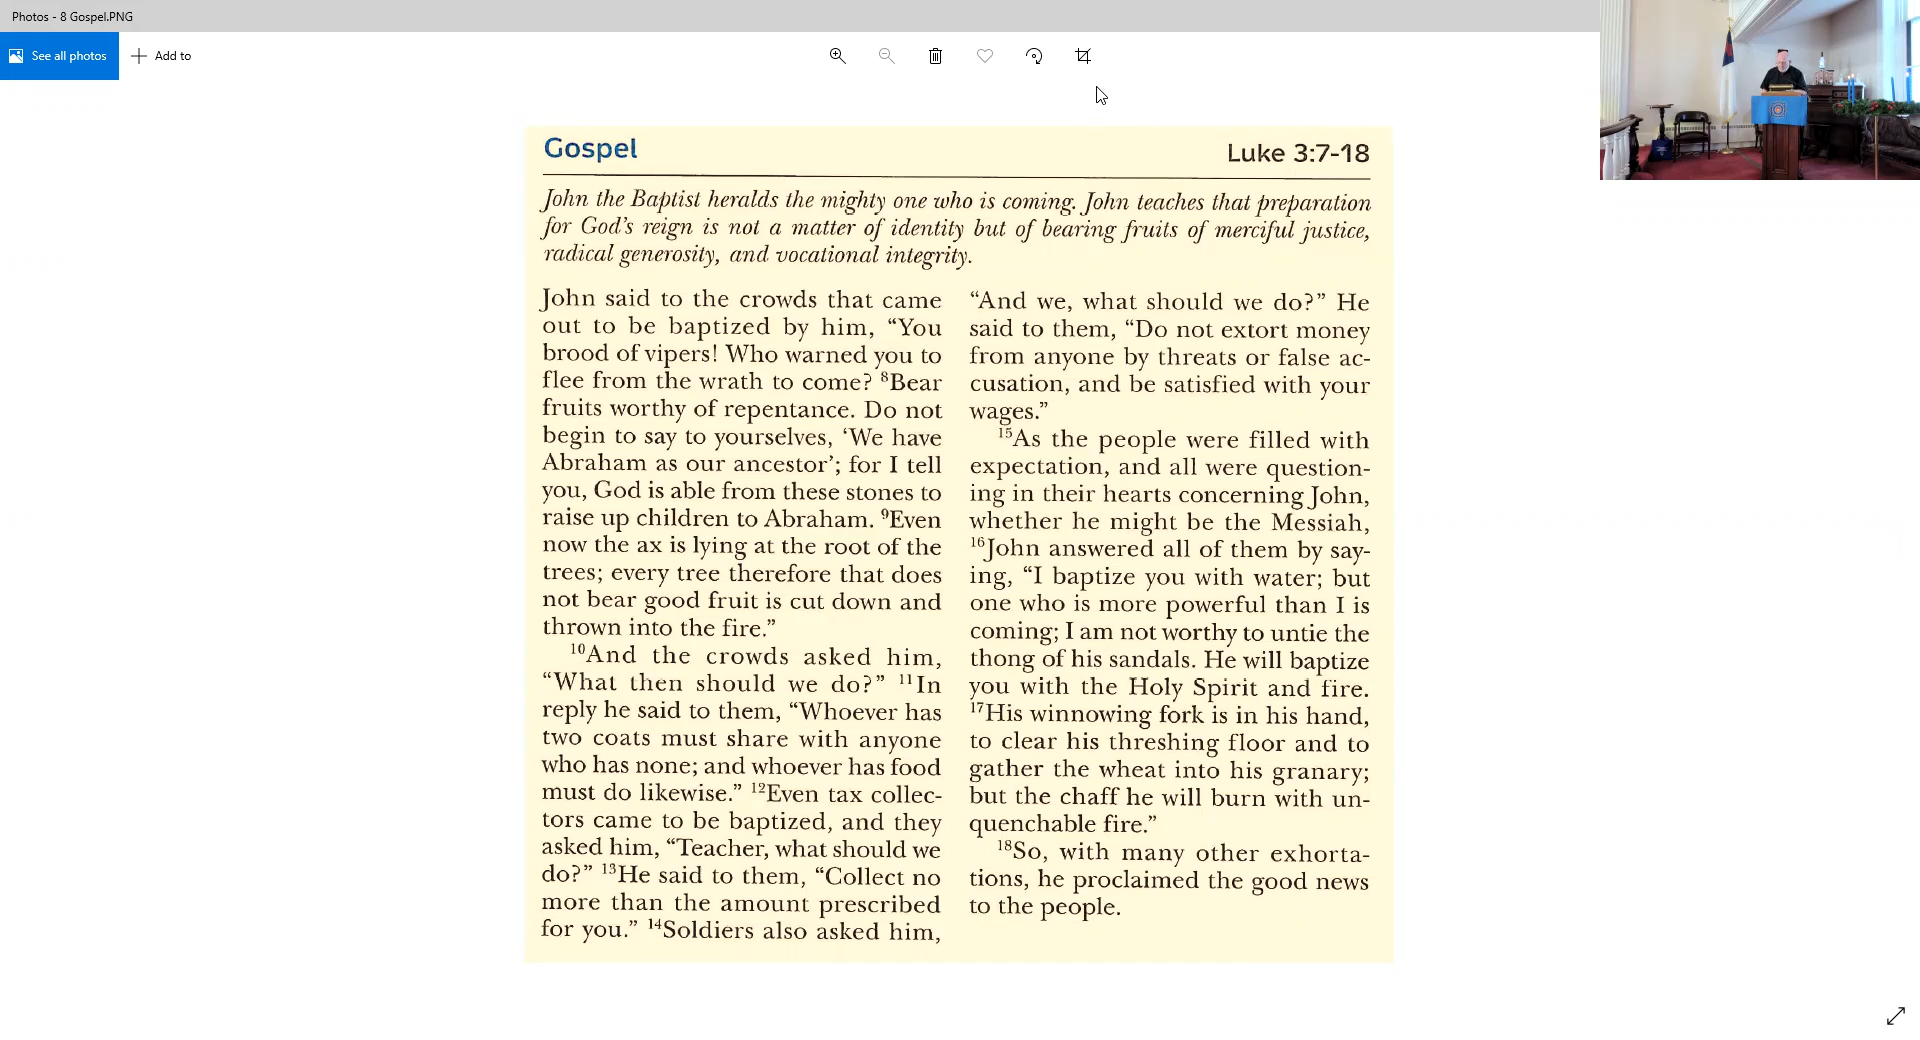 Photos - 8 Gospel.PNG
See all photos
Add to
Gospel
Luke 3:7-18
John the Baptist heralds the mighty one who is coming. John teaches that preparation
for God's reign is not a matter of identity but of bearing fruits of merciful justice,
radical generosity, and vocational integrity.
John said to the crowds that came
out to be baptized by him, “You
brood of vipers! Who warned you to
flee from the wrath to come? ⁸Bear
fruits worthy of repentance. Do not
begin to say to yourselves, ‘We have
Abraham as our ancestor’; for I tell
you, God is able from these stones to
raise up children to Abraham. ⁹Even
now the ax is lying at the root of the
trees; every tree therefore that does
not bear good fruit is cut down and
thrown into the fire.”
¹⁰And the crowds asked him,
“What then should we do?” ¹¹In
reply he said to them, “Whoever has
two coats must share with anyone
who has none; and whoever has food
must do likewise.” ¹²Even tax collec-
tors came to be baptized, and they
asked him, “Teacher, what should we
do?” ¹³He said to them, “Collect no
more than the amount prescribed
for you.” ¹⁴Soldiers also asked him,
“And we, what should we do?” He
said to them, “Do not extort money
from anyone by threats or false ac-
cusation, and be satisfied with your
wages.”
¹⁵As the people were filled with
expectation, and all were question-
ing in their hearts concerning John,
whether he might be the Messiah,
¹⁶John answered all of them by say-
ing, “I baptize you with water; but
one who is more powerful than I is
coming; I am not worthy to untie the
thong of his sandals. He will baptize
you with the Holy Spirit and fire.
¹⁷His winnowing fork is in his hand,
to clear his threshing floor and to
gather the wheat into his granary;
but the chaff he will burn with un-
quenchable fire.”
¹⁸So, with many other exhorta-
tions, he proclaimed the good news
to the people.